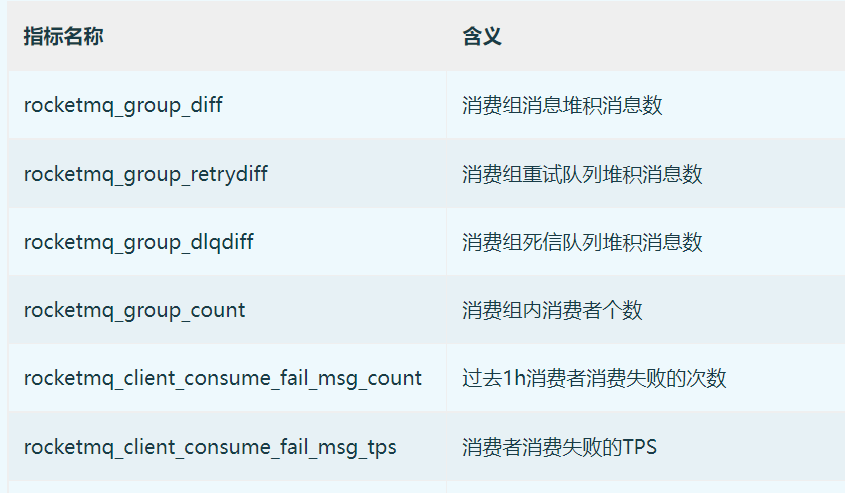 指标名称 含义
rocketmq_group_diff 消费组消息堆积消息数
rocketmq_group_retrydiff 消费组重试队列堆积消息数
rocketmq_group_dlqdiff 消费组死信队列堆积消息数
rocketmq_group_count 消费组内消费者个数
rocketmq_client_consume_fail_msg_count 过去1h消费者消费失败的次数
rocketmq_client_consume_fail_msg_tps 消费者消费失败的TPS